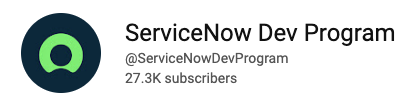 ServiceNow Dev Program
@ServiceNowDevProgram
27.3K subscribers